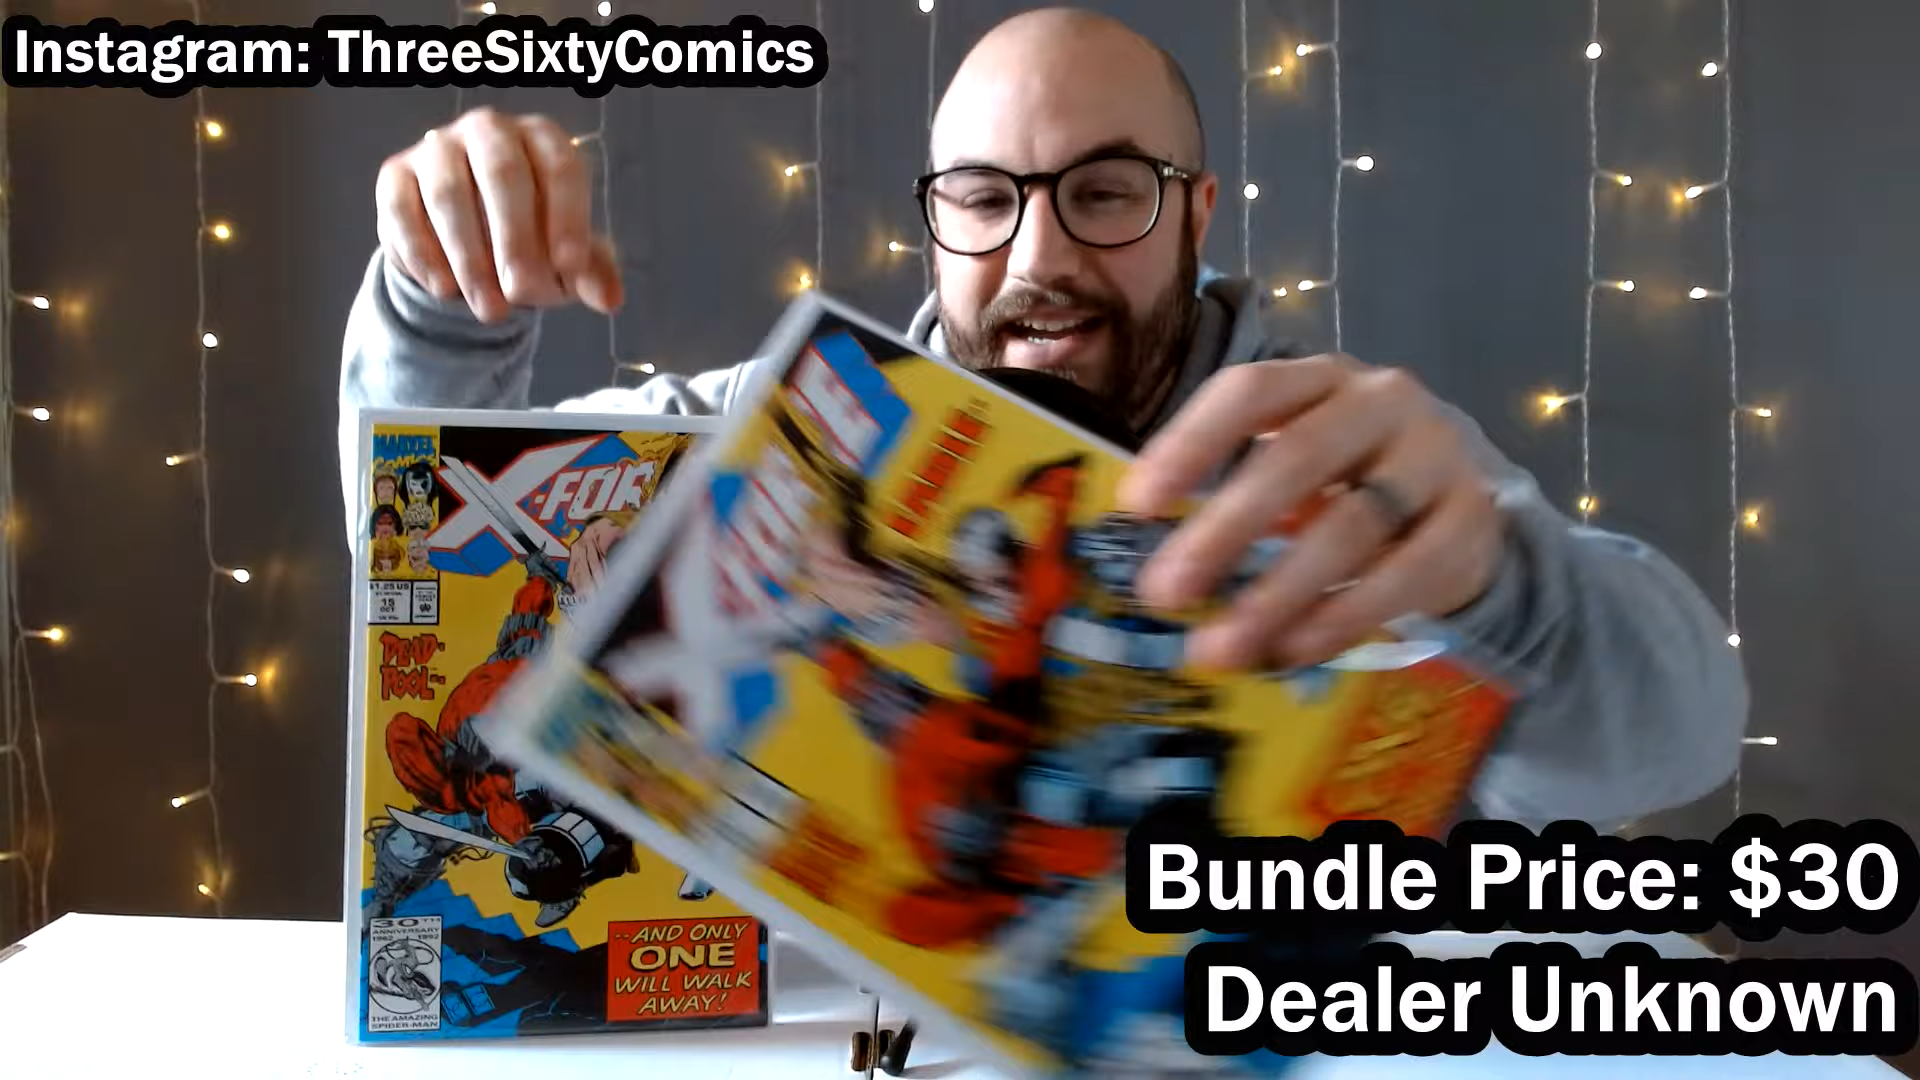 Instagram: ThreeSixtyComics
MARVEL
COMICS
X-FOR
$1.25 US
15
OCT
DEAD-
POOL--
CABLE--
30TH
ANNIVERSARY
1962 1992
THE AMAZING
SPIDER-MAN
--AND ONLY
ONE
WILL WALK
AWAY!
Bundle Price: $30
Dealer Unknown